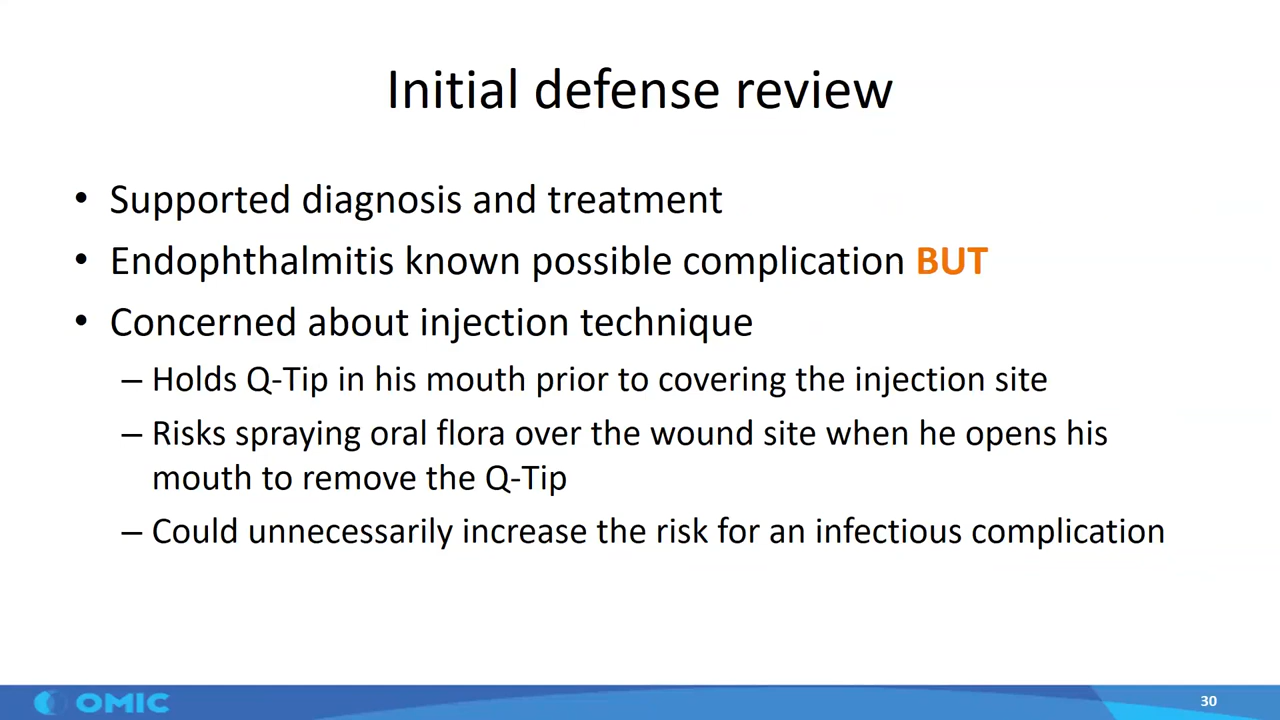 Initial defense review
• Supported diagnosis and treatment
• Endophthalmitis known possible complication BUT
• Concerned about injection technique
– Holds Q-Tip in his mouth prior to covering the injection site
– Risks spraying oral flora over the wound site when he opens his
mouth to remove the Q-Tip
– Could unnecessarily increase the risk for an infectious complication
OMIC
30